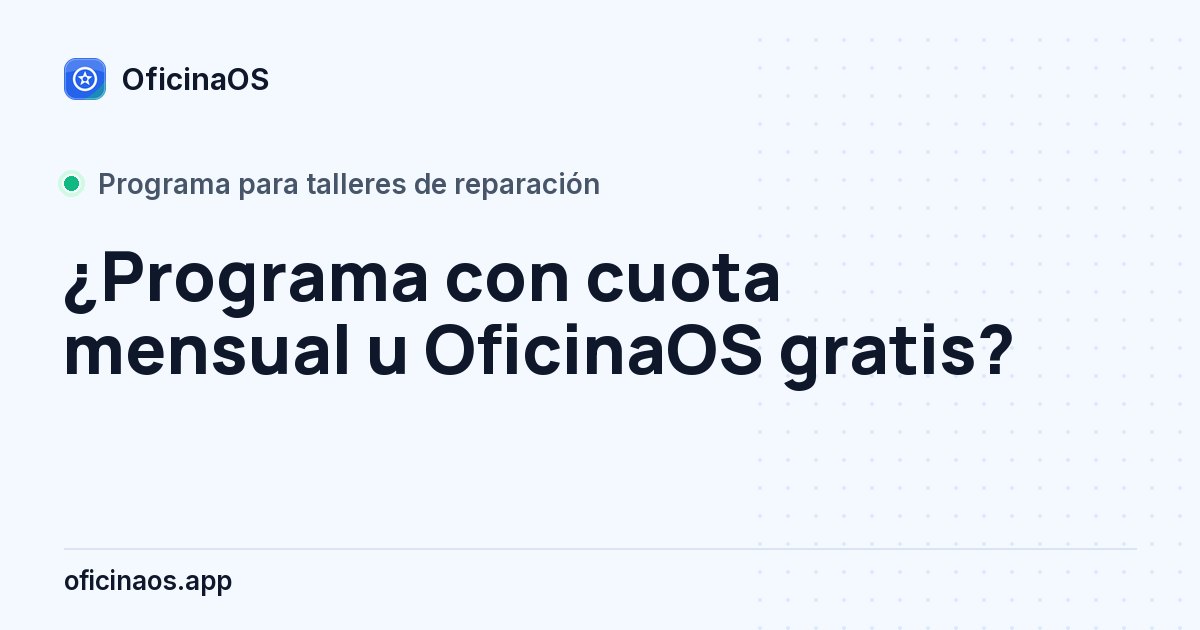 OficinaOS
Programa para talleres de reparación
¿Programa con cuota
mensual u OficinaOS gratis?
oficinaos.app